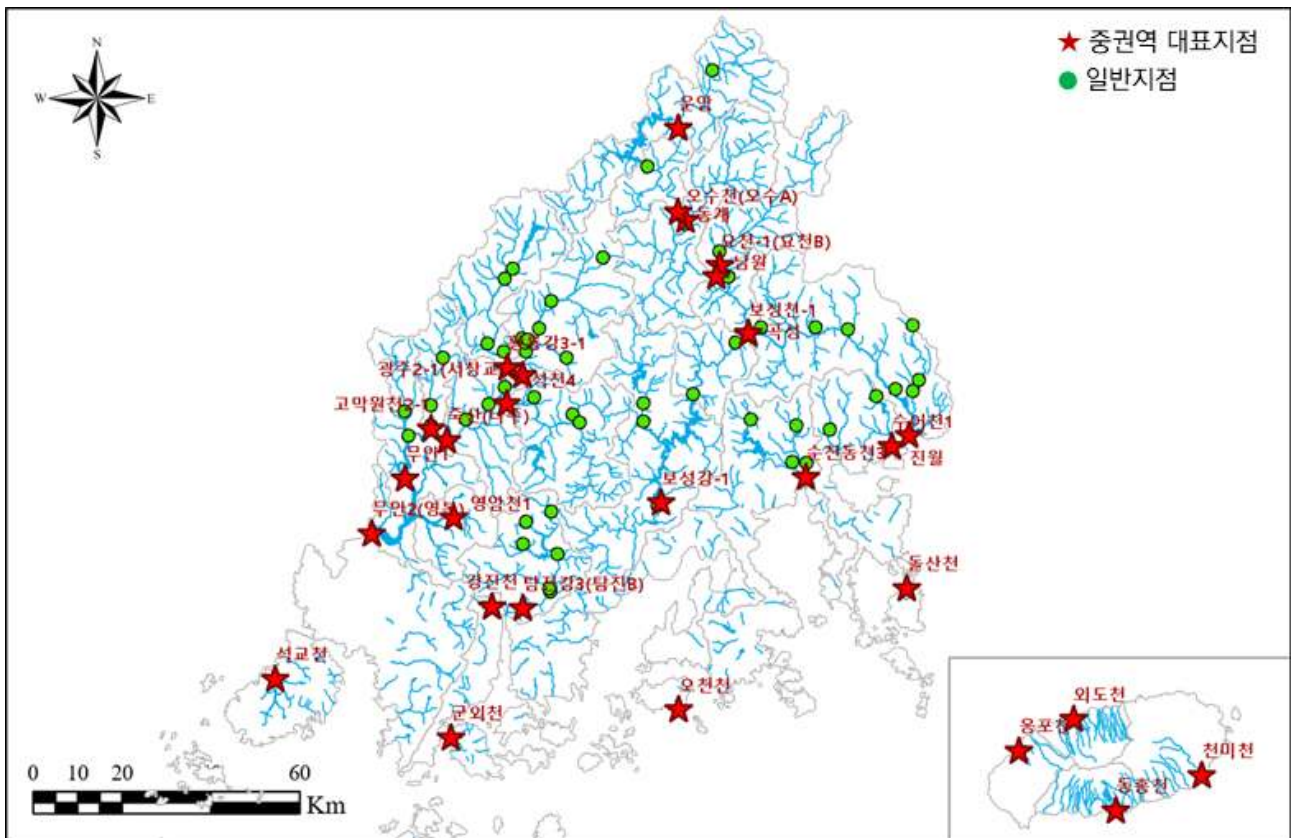 N
W
E
S
★ 중권역 대표지점
● 일반지점
운암
오수천(오수A)
동계
요천-1(요천B)
남원
보성천-1
곡성
황룡강3-1
광주2-1(서창교)
지석천4
고막원천2-1
죽산(나주)
무안1
수어천1
진월
순천동천3
보성강-1
무안2(영본)
영암천1
돌산천
강진천
탐진강3(탐진B)
석교천
오천천
군외천
외도천
옹포천
천미천
동홍천
0 10 20 60
Km